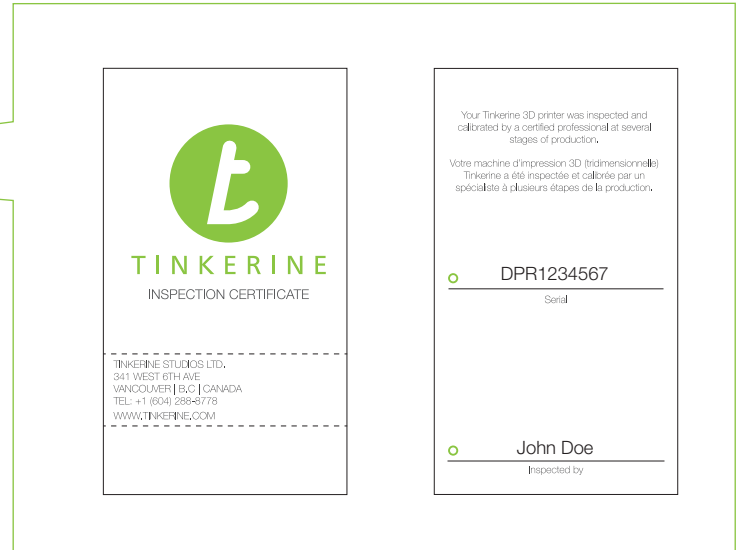 TINKERINE
INSPECTION CERTIFICATE
TINKERINE STUDIOS LTD.
341 WEST 6TH AVE
VANCOUVER | B.C | CANADA
TEL: +1 (604) 288-8778
WWW.TINKERINE.COM
Your Tinkerine 3D printer was inspected and
calibrated by a certified professional at several
stages of production.
Votre machine d'impression 3D (tridimensionnelle)
Tinkerine a été inspectée et calibrée par un
spécialiste à plusieurs étapes de la production.
DPR1234567
Serial
John Doe
Inspected by